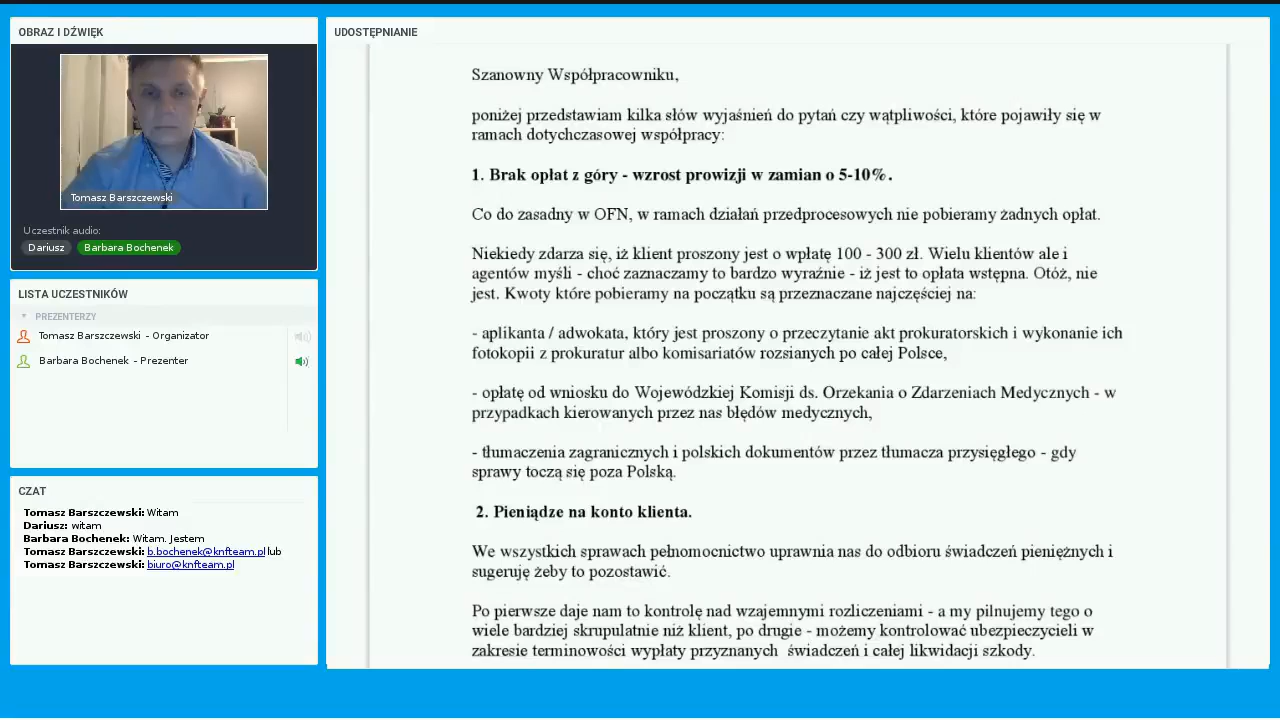 OBRAZ I DŹWIĘK
Tomasz Barszczewski
Uczestnik audio:
Dariusz
Barbara Bochenek
LISTA UCZESTNIKÓW
PREZENTERZY
Tomasz Barszczewski - Organizator
Barbara Bochenek - Prezenter
CZAT
Tomasz Barszczewski: Witam
Dariusz: witam
Barbara Bochenek: Witam. Jestem
Tomasz Barszczewski: b.bochenek@knfteam.pl lub
Tomasz Barszczewski: biuro@knfteam.pl
UDOSTĘPNIANIE
Szanowny Współpracowniku,
poniżej przedstawiam kilka słów wyjaśnień do pytań czy wątpliwości, które pojawiły się w
ramach dotychczasowej współpracy:
1. Brak opłat z góry - wzrost prowizji w zamian o 5-10%.
Co do zasadny w OFN, w ramach działań przedprocesowych nie pobieramy żadnych opłat.
Niekiedy zdarza się, iż klient proszony jest o wpłatę 100 - 300 zł. Wielu klientów ale i
agentów myśli - choć zaznaczamy to bardzo wyraźnie - iż jest to opłata wstępna. Otóż, nie
jest. Kwoty które pobieramy na początku są przeznaczane najczęściej na:
- aplikanta / adwokata, który jest proszony o przeczytanie akt prokuratorskich i wykonanie ich
fotokopii z prokuratur albo komisariatów rozsianych po całej Polsce,
- opłatę od wniosku do Wojewódzkiej Komisji ds. Orzekania o Zdarzeniach Medycznych - w
przypadkach kierowanych przez nas błędów medycznych,
- tłumaczenia zagranicznych i polskich dokumentów przez tłumacza przysięgłego - gdy
sprawy toczą się poza Polską.
2. Pieniądze na konto klienta.
We wszystkich sprawach pełnomocnictwo uprawnia nas do odbioru świadczeń pieniężnych i
sugeruję żeby to pozostawić.
Po pierwsze daje nam to kontrolę nad wzajemnymi rozliczeniami - a my pilnujemy tego o
wiele bardziej skrupulatnie niż klient, po drugie - możemy kontrolować ubezpieczycieli w
zakresie terminowości wypłaty przyznanych świadczeń i całej likwidacji szkody.